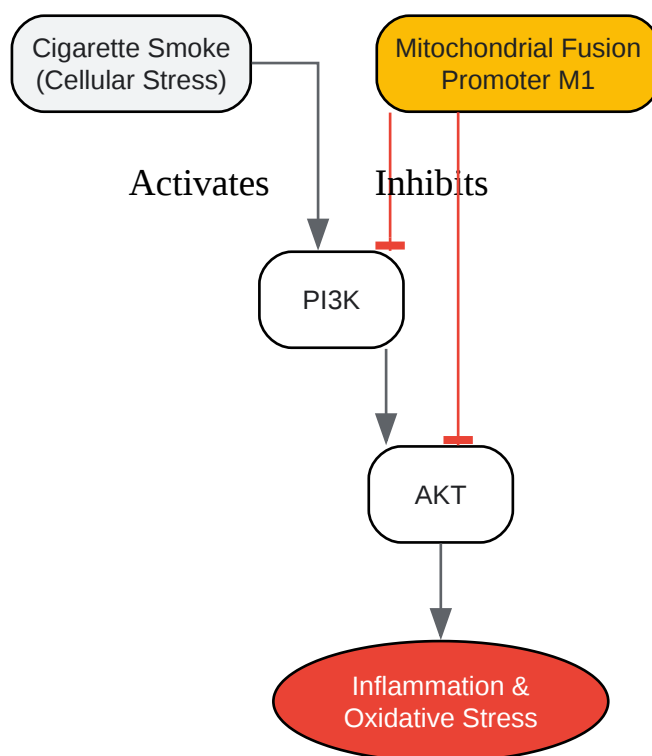 Cigarette Smoke
(Cellular Stress)
Mitochondrial Fusion
Promoter M1
Activates
Inhibits
PI3K
AKT
Inflammation &
Oxidative Stress